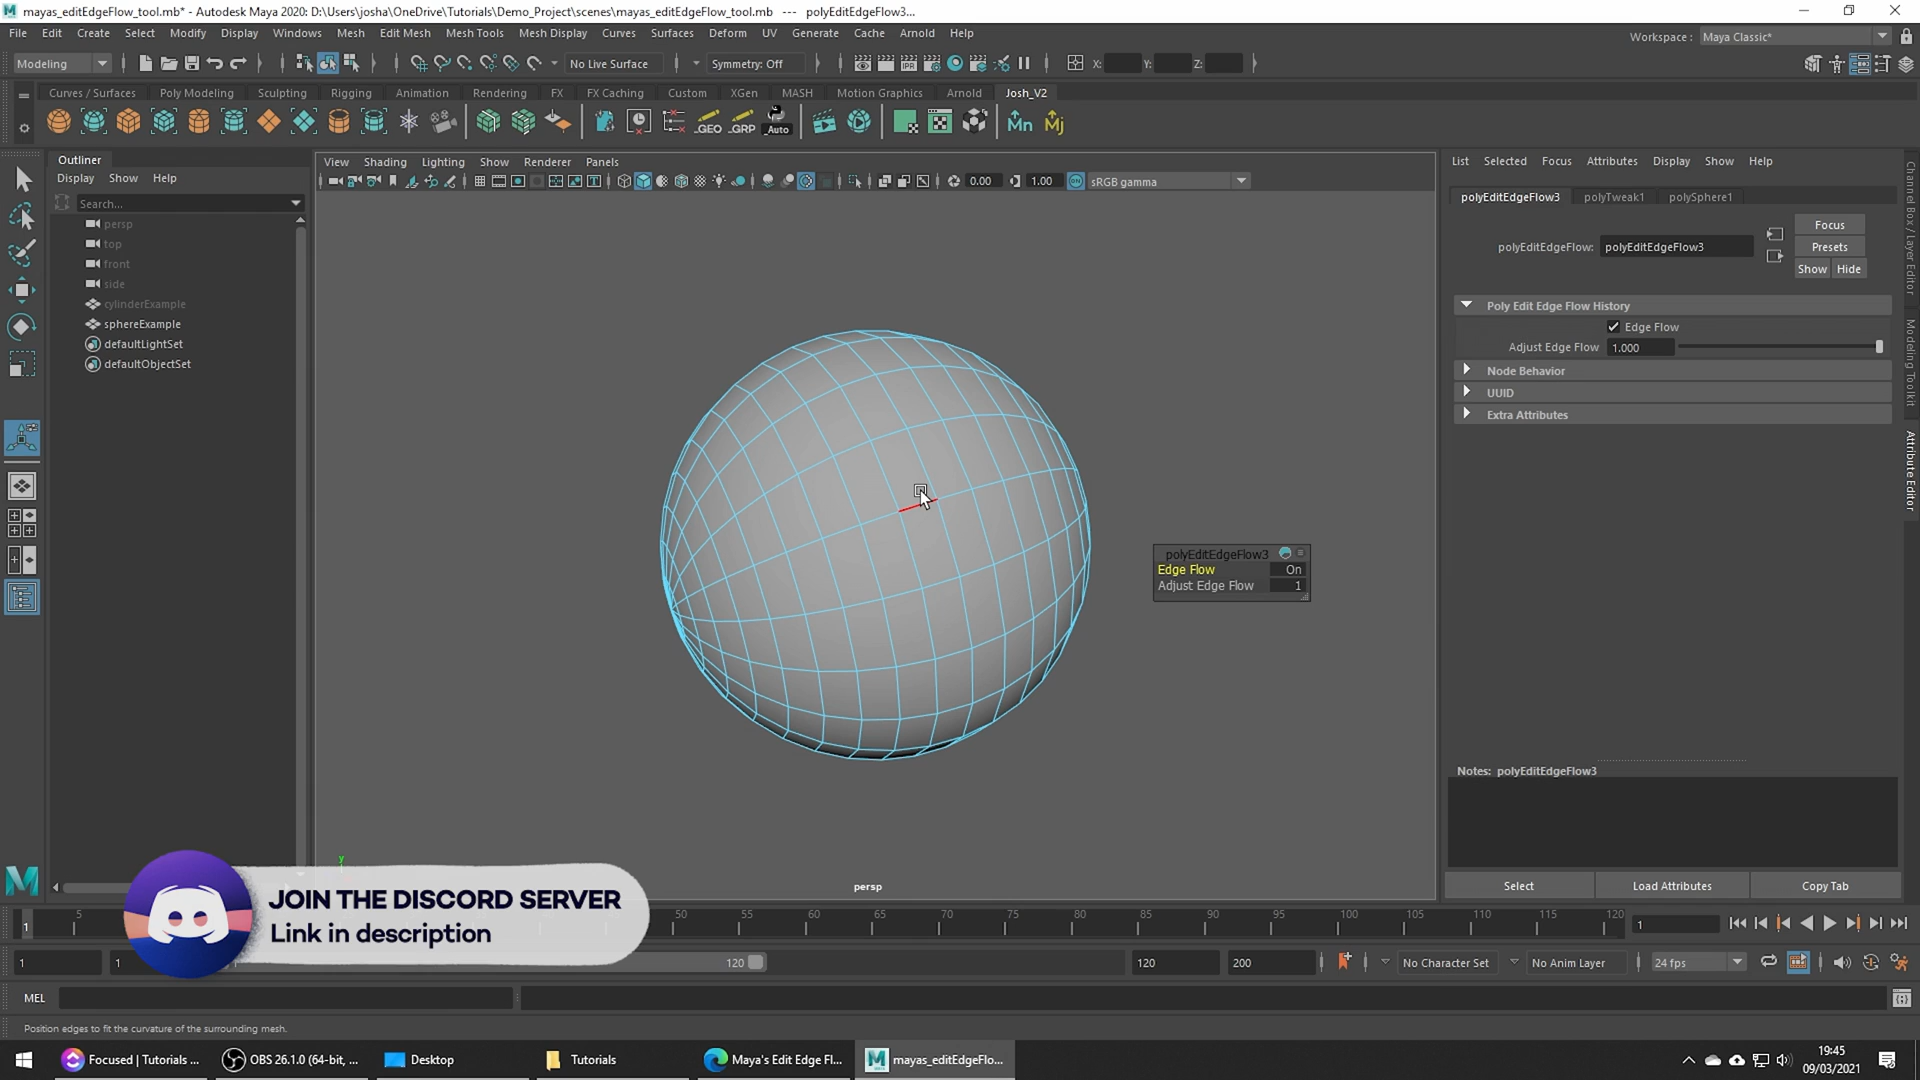 mayas_editEdgeFlow_tool.mb* - Autodesk Maya 2020: D:\Users\josha\OneDrive\Tutorials\Demo_Project\scenes\mayas_editEdgeFlow_tool.mb --- polyEditEdgeFlow3...
File Edit Create Select Modify Display Windows Mesh Edit Mesh Mesh Tools Mesh Display Curves Surfaces Deform UV Generate Cache Arnold Help
Workspace : Maya Classic*
Modeling No Live Surface Symmetry: Off X: Y: Z:
Curves / Surfaces Poly Modeling Sculpting Rigging Animation Rendering FX FX Caching Custom XGen MASH Motion Graphics Arnold Josh_V2
_GEO _GRP _Auto Mn Mj
Outliner
Display Show Help
Search...
persp
top
front
side
cylinderExample
sphereExample
defaultLightSet
defaultObjectSet
View Shading Lighting Show Renderer Panels
0.00 1.00 sRGB gamma
polyEditEdgeFlow3
Edge Flow On
Adjust Edge Flow 1
y
persp
List Selected Focus Attributes Display Show Help
polyEditEdgeFlow3 polyTweak1 polySphere1
polyEditEdgeFlow: polyEditEdgeFlow3
Focus
Presets
Show Hide
Poly Edit Edge Flow History
Edge Flow
Adjust Edge Flow 1.000
Node Behavior
UUID
Extra Attributes
Notes: polyEditEdgeFlow3
Select Load Attributes Copy Tab
Channel Box / Layer Editor
Modeling Toolkit
Attribute Editor
JOIN THE DISCORD SERVER
Link in description
1 5 50 55 60 65 70 75 80 85 90 95 100 105 110 115 120 1
1 1 120 120 200 No Character Set No Anim Layer 24 fps
MEL
Position edges to fit the curvature of the surrounding mesh.
Focused | Tutorials ... OBS 26.1.0 (64-bit, ... Desktop Tutorials Maya's Edit Edge Fl... mayas_editEdgeFlo...
19:45
09/03/2021